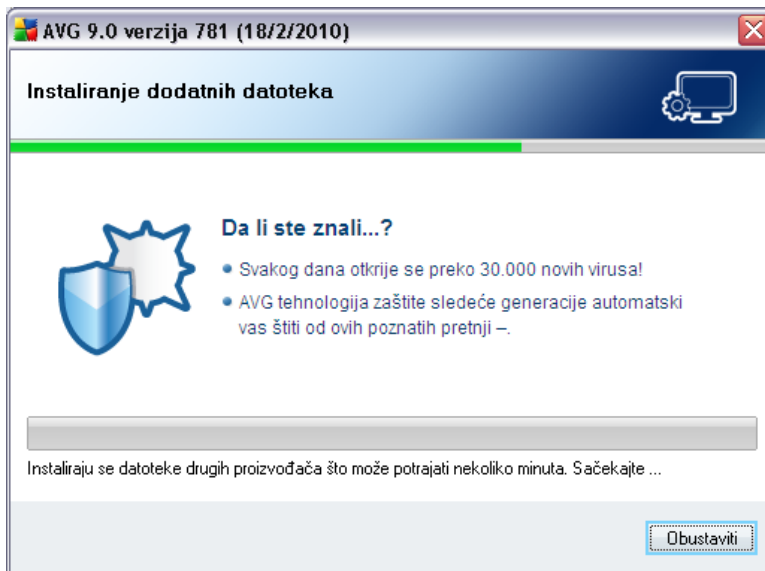 AVG 9.0 verzija 781 (18/2/2010)
Instaliranje dodatnih datoteka
Da li ste znali...?
Svakog dana otkrije se preko 30.000 novih virusa!
AVG tehnologija zaštite sledeće generacije automatski
vas štiti od ovih poznatih pretnji –.
Instaliraju se datoteke drugih proizvođača što može potrajati nekoliko minuta. Sačekajte ...
Obustaviti